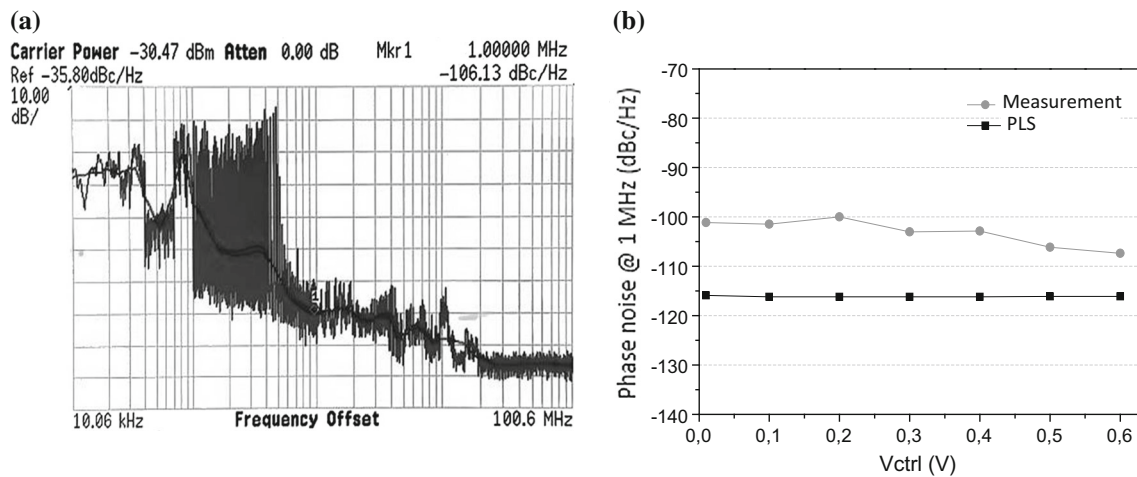 (a)
Carrier Power -30.47 dBm Atten 0.00 dB Mkr1 1.00000 MHz
Ref -35.80dBc/Hz -106.13 dBc/Hz
10.00
dB/
1
10.06 kHz Frequency Offset 100.6 MHz
(b)
Phase noise @ 1 MHz (dBc/Hz)
-70
-80
-90
-100
-110
-120
-130
-140
Measurement
PLS
0,0 0,1 0,2 0,3 0,4 0,5 0,6
Vctrl (V)